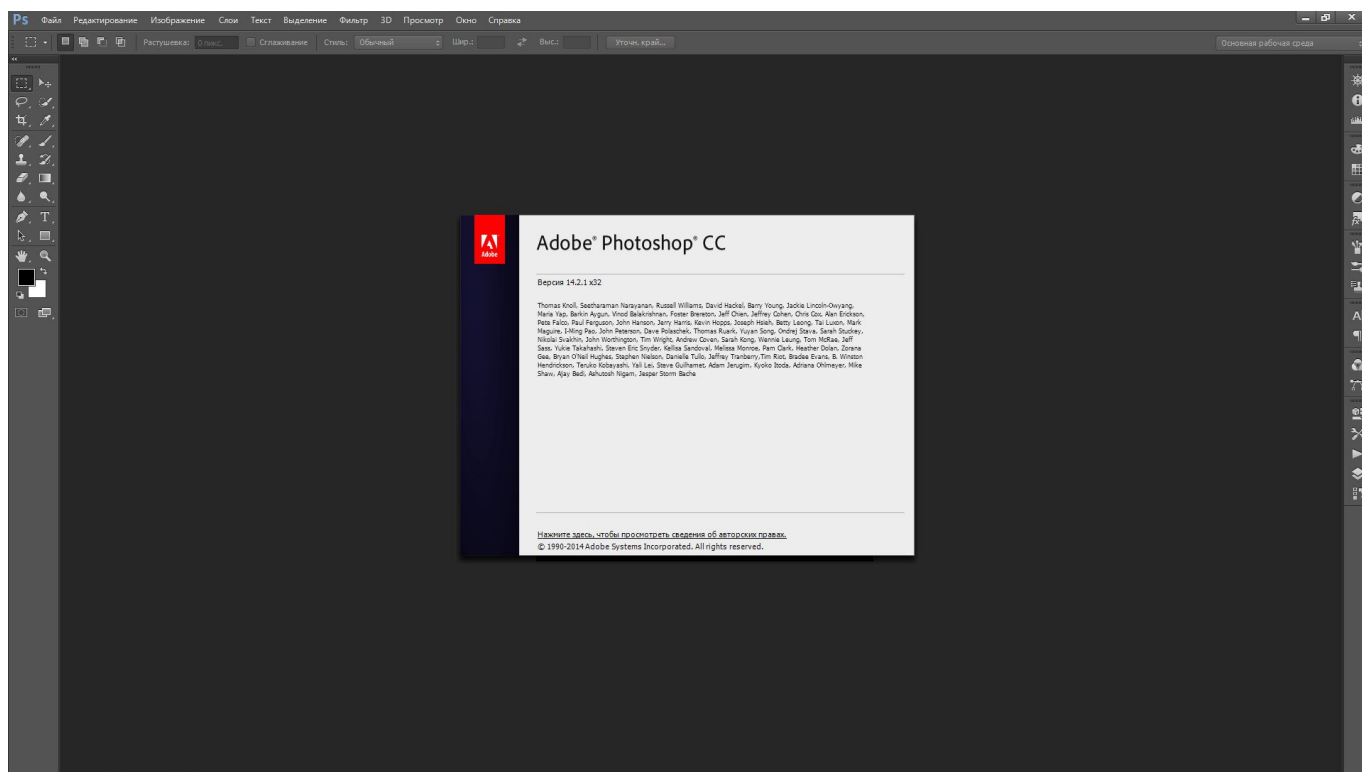 Ps Файл Редактирование Изображение Слои Текст Выделение Фильтр 3D Просмотр Окно Справка
Растушевка: 0 пикс. Сглаживание Стиль: Обычный Шир.: Выс.: Уточн. край... Основная рабочая среда
Adobe
Adobe® Photoshop® CC
Версия 14.2.1 x32
Thomas Knoll, Seetharaman Narayanan, Russell Williams, David Hackel, Barry Young, Jackie Lincoln-Owyang,
Maria Yap, Barkin Aygun, Vinod Balakrishnan, Foster Brereton, Jeff Chien, Jeffrey Cohen, Chris Cox, Alan Erickson,
Pete Falco, Paul Ferguson, John Hanson, Jerry Harris, Kevin Hopps, Joseph Hsieh, Betty Leong, Tai Luxon, Mark
Maguire, I-Ming Pao, John Peterson, Dave Polaschek, Thomas Ruark, Yuyan Song, Ondrej Stava, Sarah Stuckey,
Nikolai Svakhin, John Worthington, Tim Wright, Andrew Coven, Sarah Kong, Wennie Leung, Tom McRae, Jeff
Sass, Yukie Takahashi, Steven Eric Snyder, Kellisa Sandoval, Melissa Monroe, Pam Clark, Heather Dolan, Zorana
Gee, Bryan O'Neil Hughes, Stephen Nielson, Danielle Tullo, Jeffrey Tranberry,Tim Riot, Bradee Evans, B. Winston
Hendrickson, Teruko Kobayashi, Yali Lei, Steve Guilhamet, Adam Jerugim, Kyoko Itoda, Adriana Ohlmeyer, Mike
Shaw, Ajay Bedi, Ashutosh Nigam, Jesper Storm Bache
Нажмите здесь, чтобы просмотреть сведения об авторских правах.
© 1990-2014 Adobe Systems Incorporated. All rights reserved.